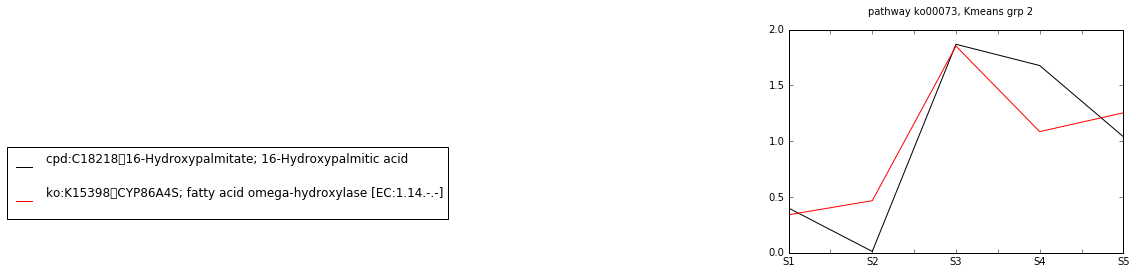 pathway ko00073, Kmeans grp 2
2.0
1.5
1.0
0.5
0.0
S1 S2 S3 S4 S5
cpd:C18218▯16-Hydroxypalmitate; 16-Hydroxypalmitic acid
ko:K15398▯CYP86A4S; fatty acid omega-hydroxylase [EC:1.14.-.-]